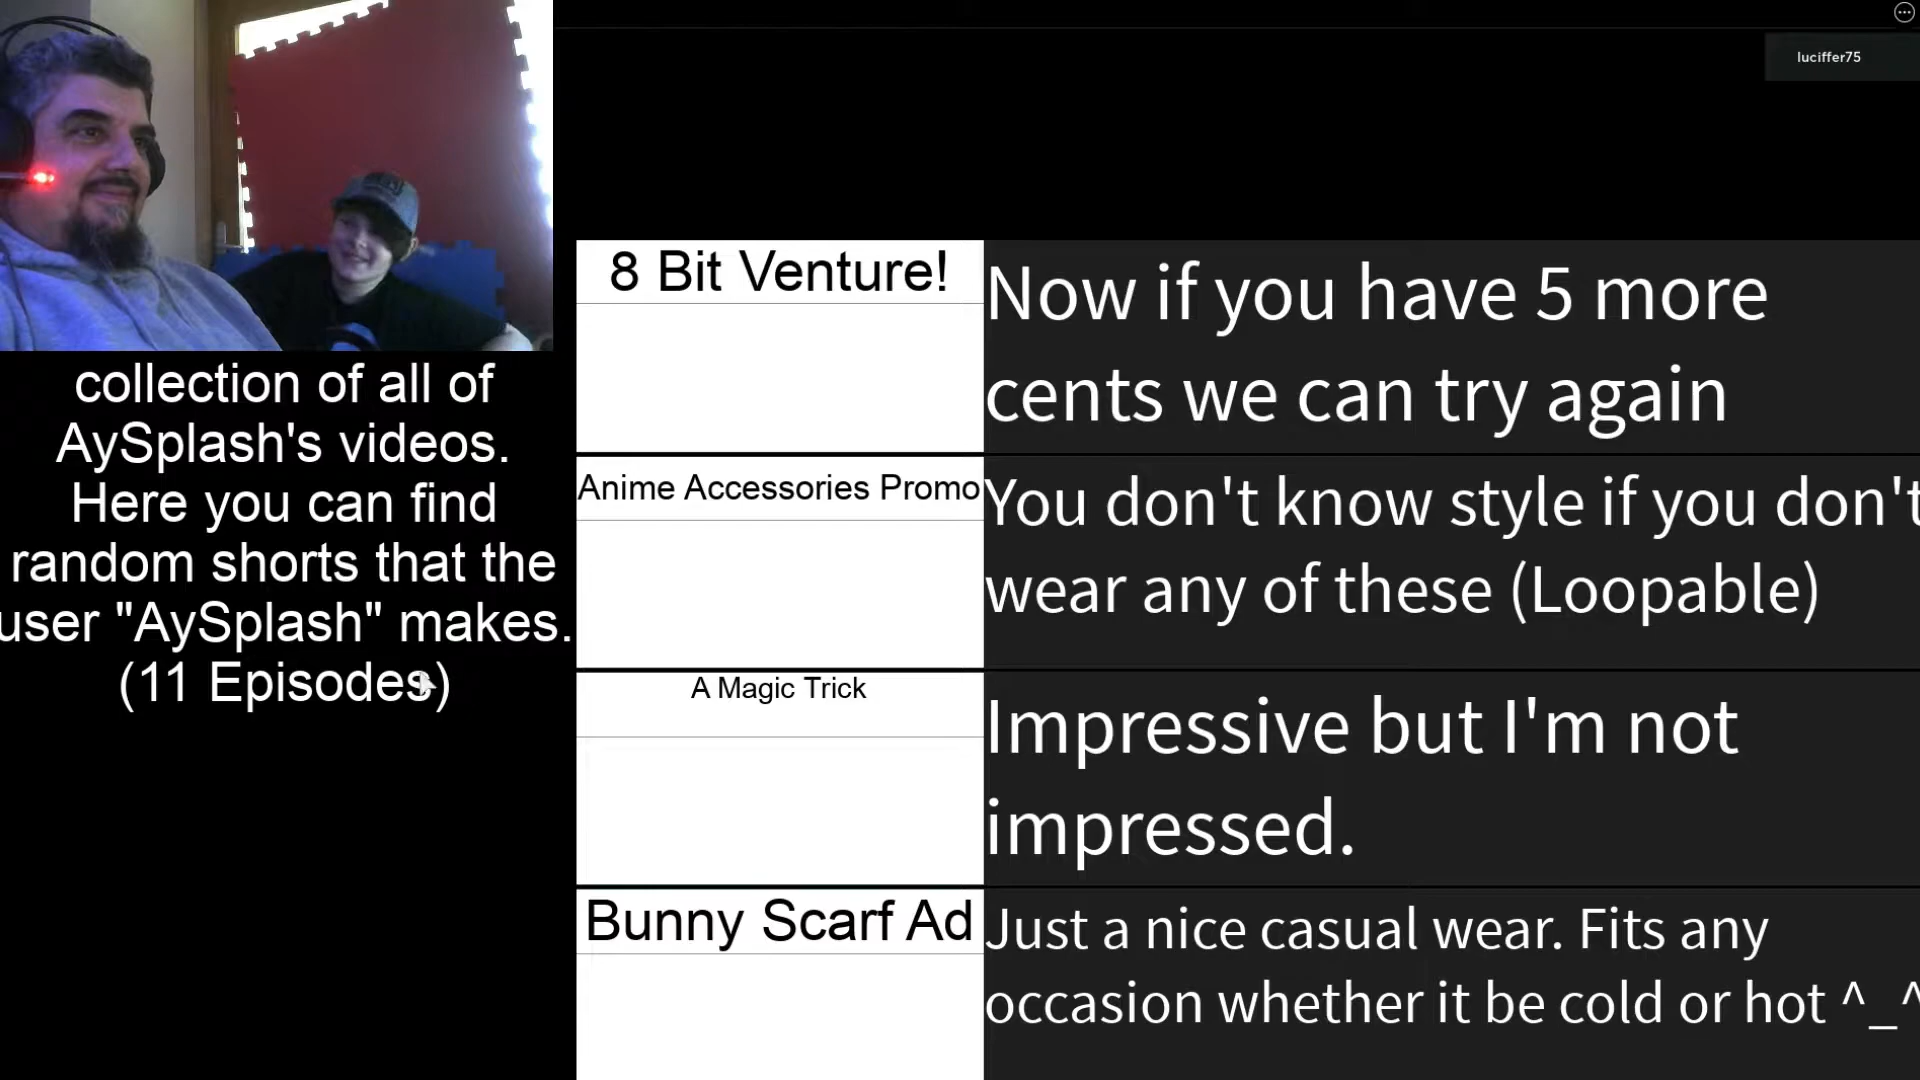 luciffer75
collection of all of
AySplash's videos.
Here you can find
random shorts that the
user "AySplash" makes.
(11 Episodes)
8 Bit Venture!
Now if you have 5 more
cents we can try again
Anime Accessories Promo
You don't know style if you don't
wear any of these (Loopable)
A Magic Trick
Impressive but I'm not
impressed.
Bunny Scarf Ad
Just a nice casual wear. Fits any
occasion whether it be cold or hot ^_^